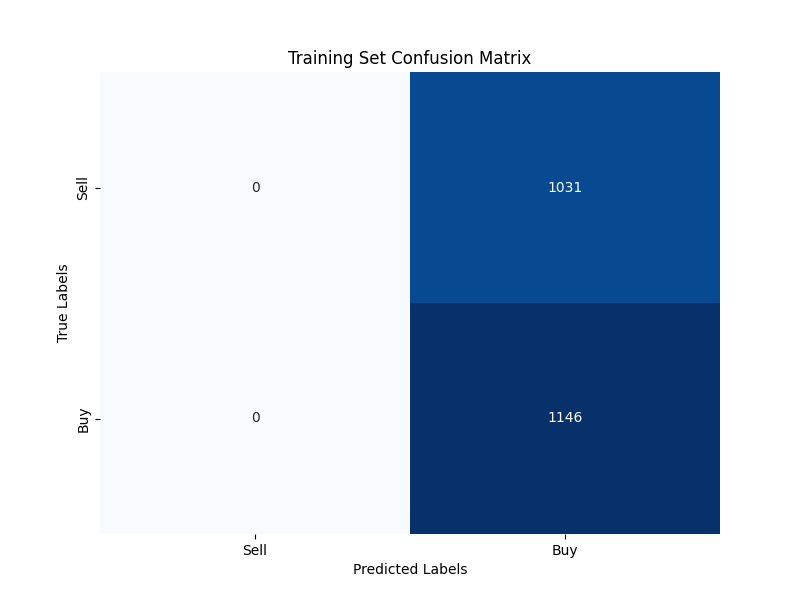 Training Set Confusion Matrix
Sell
0
1031
True Labels
Buy
0
1146
Sell
Buy
Predicted Labels